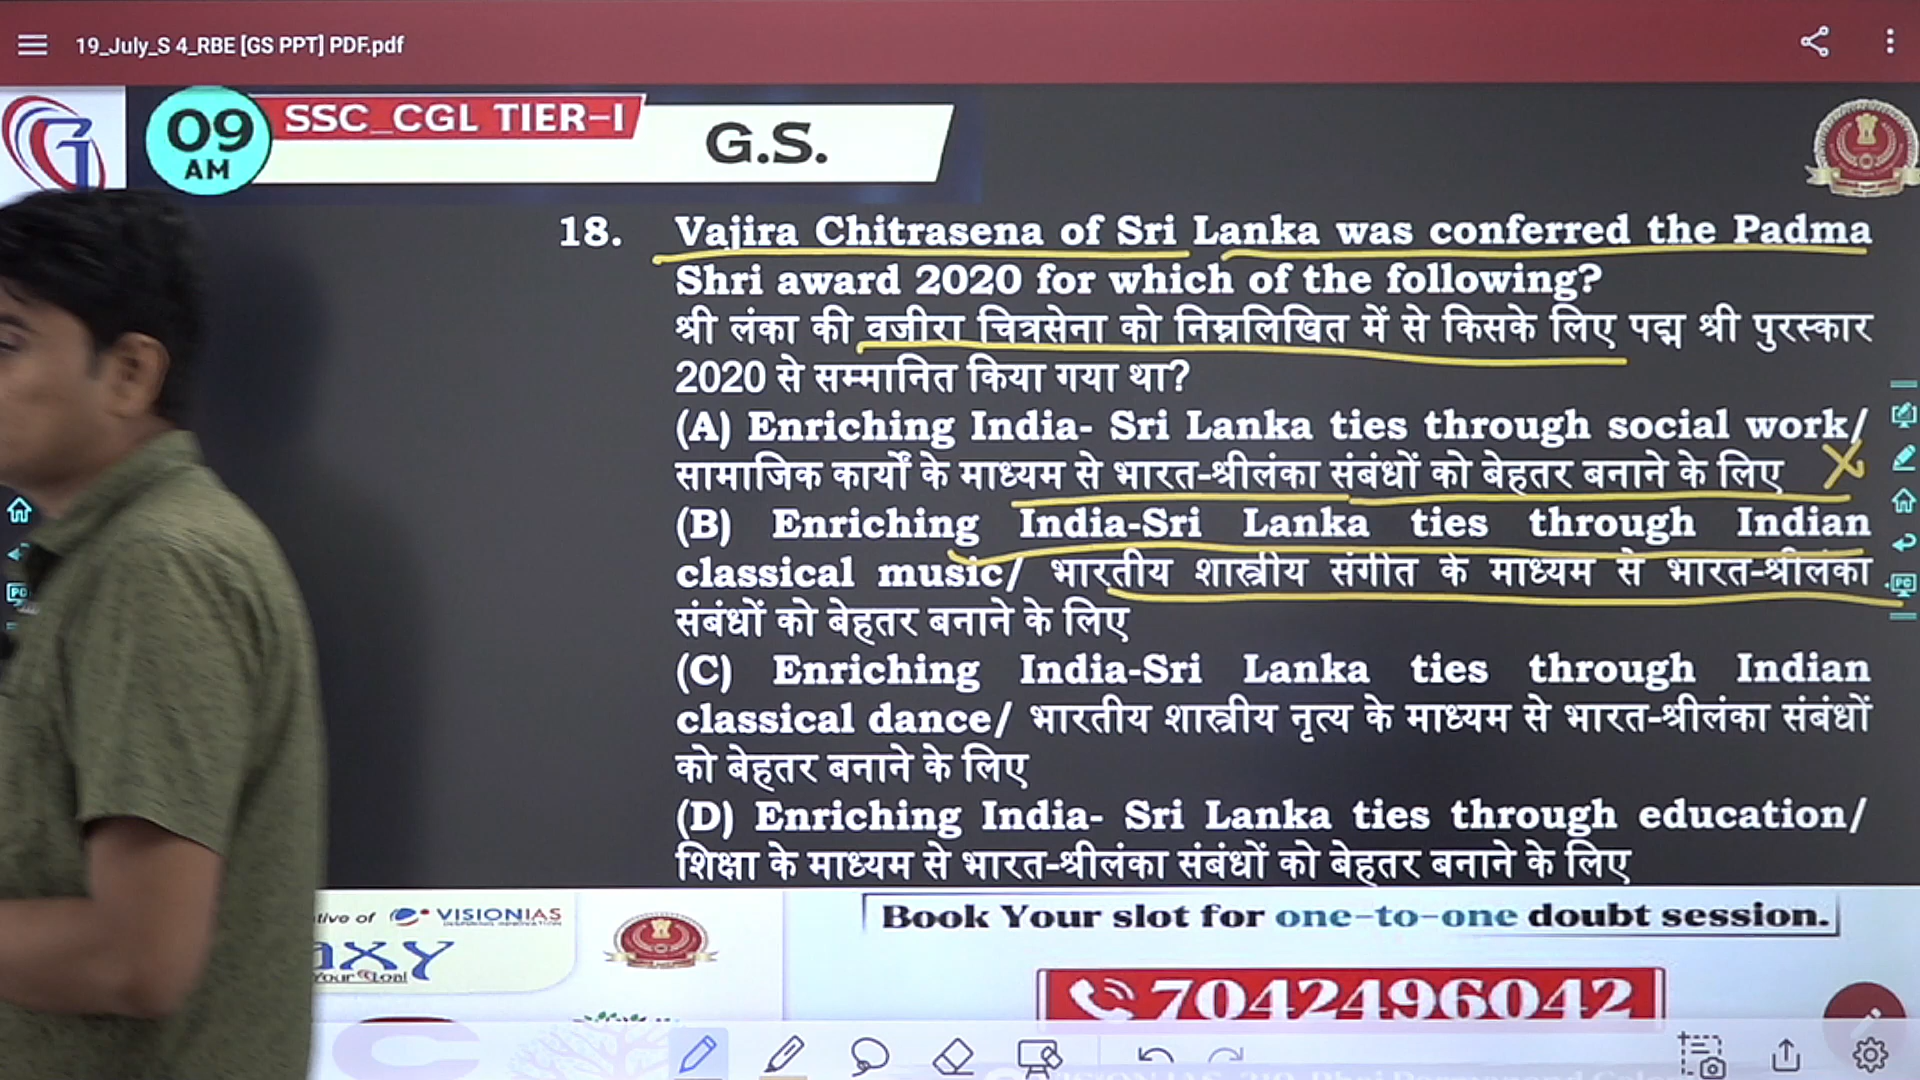 19_July_S 4_RBE [GS PPT] PDF.pdf
09
AM
SSC_CGL TIER-I
G.S.
18. Vajira Chitrasena of Sri Lanka was conferred the Padma
Shri award 2020 for which of the following?
श्री लंका की वजीरा चित्रसेना को निम्नलिखित में से किसके लिए पद्म श्री पुरस्कार
2020 से सम्मानित किया गया था?
(A) Enriching India- Sri Lanka ties through social work/
सामाजिक कार्यों के माध्यम से भारत-श्रीलंका संबंधों को बेहतर बनाने के लिए
(B) Enriching India-Sri Lanka ties through Indian
classical music/ भारतीय शास्त्रीय संगीत के माध्यम से भारत-श्रीलंका
संबंधों को बेहतर बनाने के लिए
(C) Enriching India-Sri Lanka ties through Indian
classical dance/ भारतीय शास्त्रीय नृत्य के माध्यम से भारत-श्रीलंका संबंधों
को बेहतर बनाने के लिए
(D) Enriching India- Sri Lanka ties through education/
शिक्षा के माध्यम से भारत-श्रीलंका संबंधों को बेहतर बनाने के लिए
of VISIONIAS
Your Goal
Book Your slot for one-to-one doubt session.
7042496042